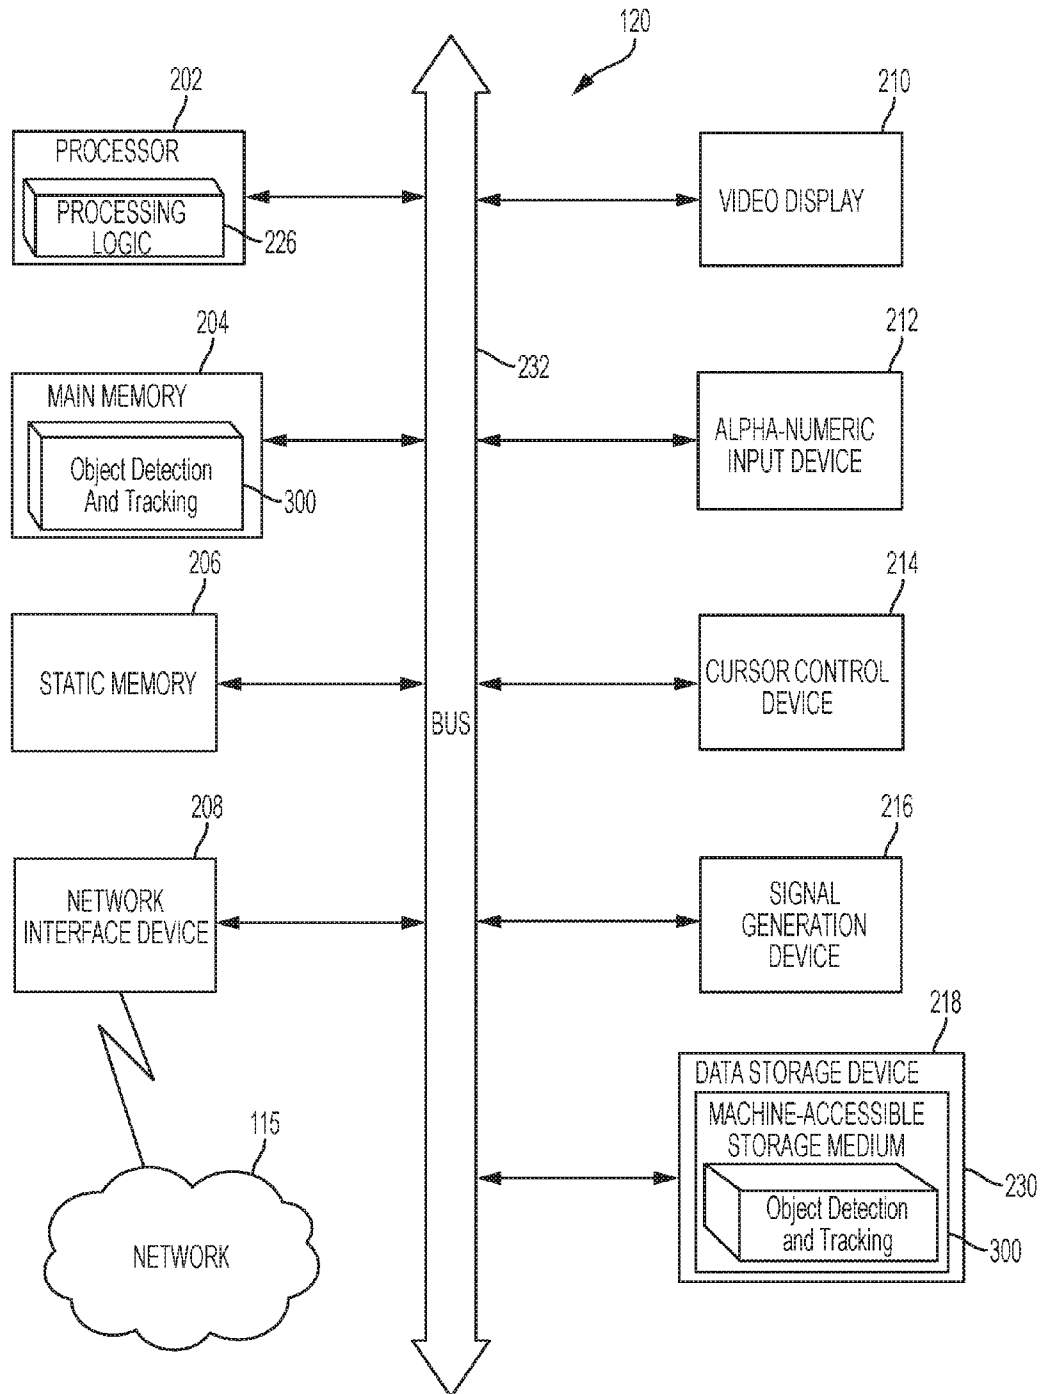 120
202
PROCESSOR
PROCESSING
LOGIC
226
210
VIDEO DISPLAY
204
MAIN MEMORY
Object Detection
And Tracking
300
232
212
ALPHA-NUMERIC
INPUT DEVICE
206
STATIC MEMORY
214
CURSOR CONTROL
DEVICE
BUS
208
NETWORK
INTERFACE DEVICE
216
SIGNAL
GENERATION
DEVICE
218
DATA STORAGE DEVICE
MACHINE-ACCESSIBLE
STORAGE MEDIUM
230
Object Detection
and Tracking
300
115
NETWORK